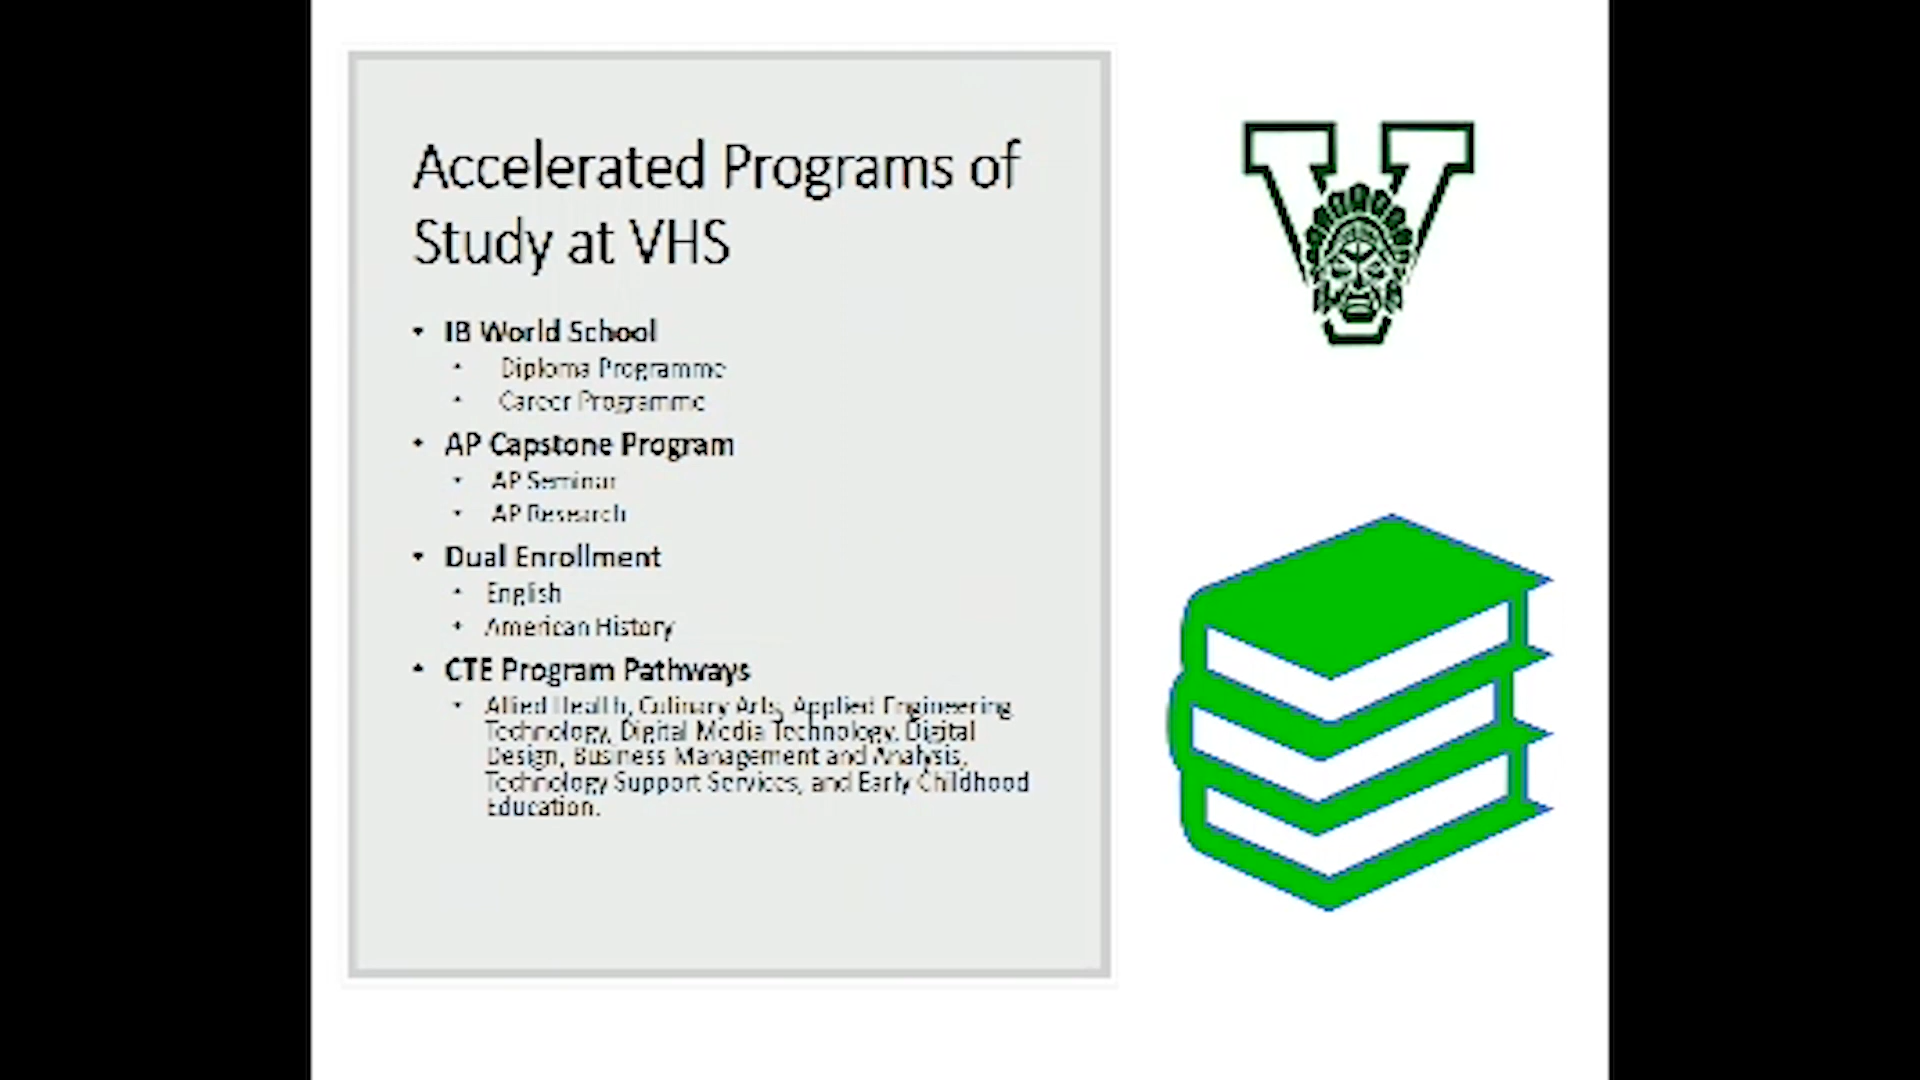 Accelerated Programs of
Study at VHS
• IB World School
• Diploma Programme
• Career Programme
• AP Capstone Program
• AP Seminar
• AP Research
• Dual Enrollment
• English
• American History
• CTE Program Pathways
• Allied Health, Culinary Arts, Applied Engineering
Technology, Digital Media Technology, Digital
Design, Business Management and Analysis,
Technology Support Services, and Early Childhood
Education.
V